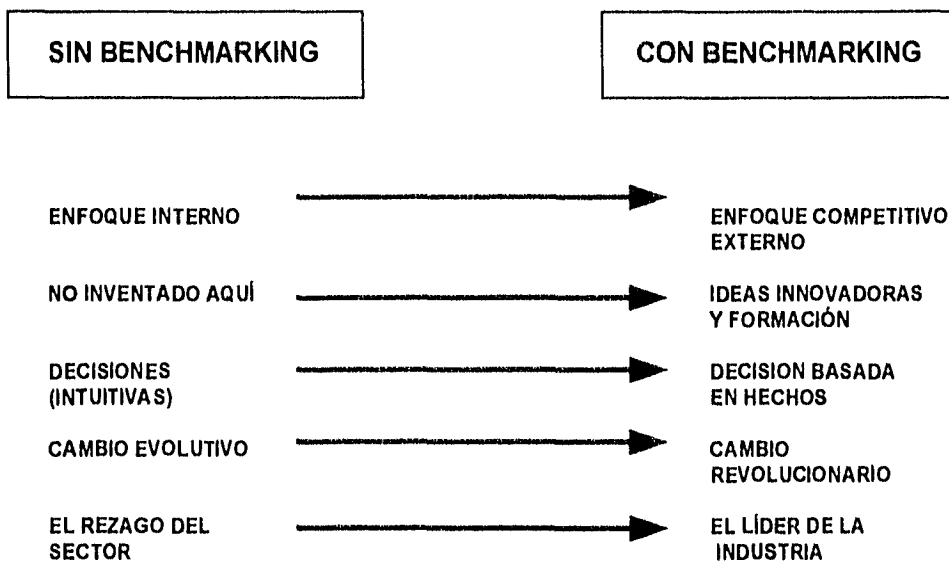 SIN BENCHMARKING
CON BENCHMARKING
ENFOQUE INTERNO
ENFOQUE COMPETITIVO
EXTERNO
NO INVENTADO AQUÍ
IDEAS INNOVADORAS
Y FORMACIÓN
DECISIONES
(INTUITIVAS)
DECISION BASADA
EN HECHOS
CAMBIO EVOLUTIVO
CAMBIO
REVOLUCIONARIO
EL REZAGO DEL
SECTOR
EL LÍDER DE LA
INDUSTRIA